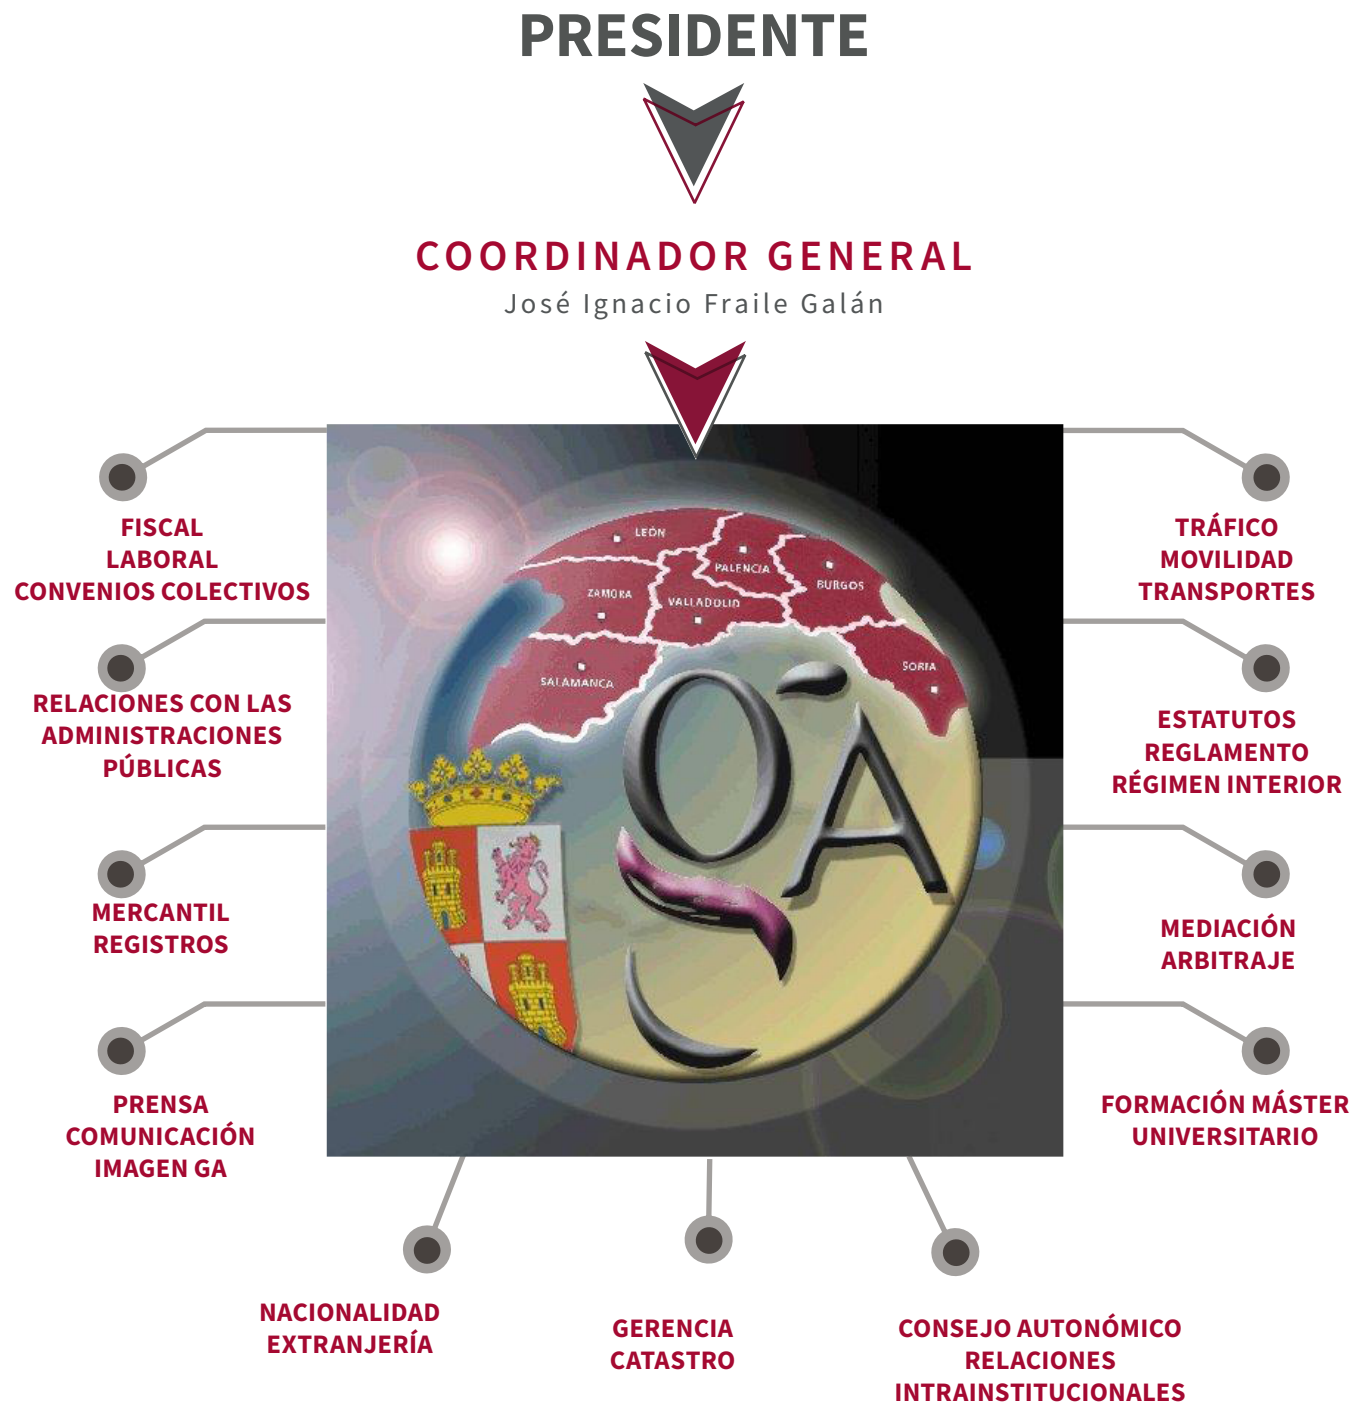 PRESIDENTE
COORDINADOR GENERAL
José Ignacio Fraile Galán
FISCAL
LABORAL
CONVENIOS COLECTIVOS
RELACIONES CON LAS
ADMINISTRACIONES
PÚBLICAS
MERCANTIL
REGISTROS
PRENSA
COMUNICACIÓN
IMAGEN GA
LEÓN
PALENCIA
BURGOS
ZAMORA
VALLADOLID
SORIA
SALAMANCA
TRÁFICO
MOVILIDAD
TRANSPORTES
ESTATUTOS
REGLAMENTO
RÉGIMEN INTERIOR
MEDIACIÓN
ARBITRAJE
FORMACIÓN MÁSTER
UNIVERSITARIO
NACIONALIDAD
EXTRANJERÍA
GERENCIA
CATASTRO
CONSEJO AUTONÓMICO
RELACIONES
INTRAINSTITUCIONALES